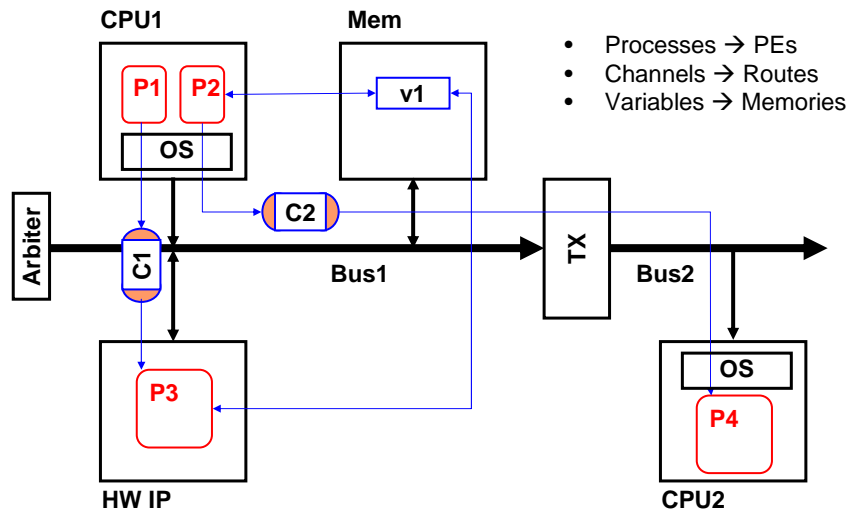 CPU1
Mem
• Processes → PEs
• Channels → Routes
• Variables → Memories
P1
P2
v1
OS
C2
Arbiter
C1
Bus1
TX
Bus2
P3
OS
P4
HW IP
CPU2